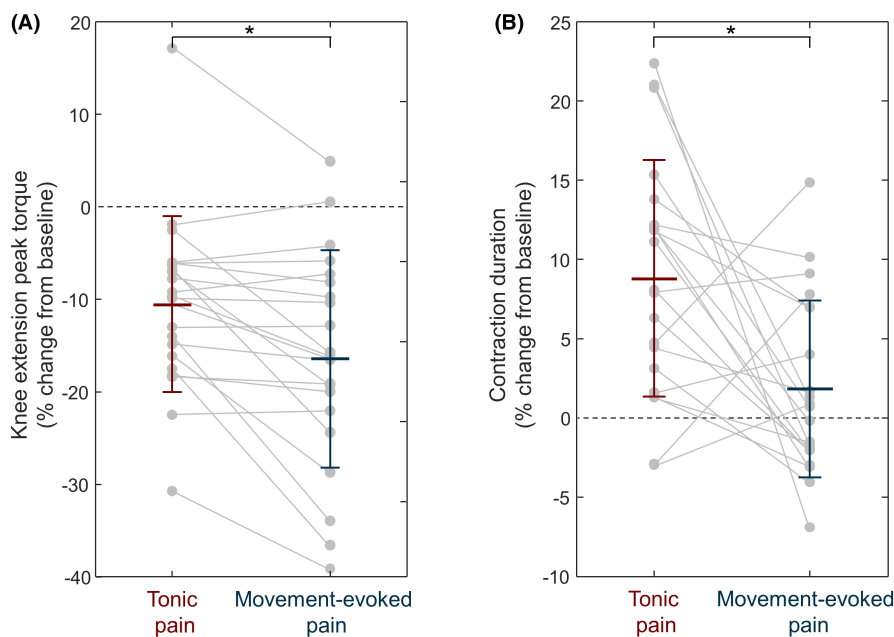 (A)
Knee extension peak torque
(% change from baseline)
20
10
0
-10
-20
-30
-40
*
Tonic
pain
Movement-evoked
pain
(B)
Contraction duration
(% change from baseline)
25
20
15
10
5
0
-5
-10
*
Tonic
pain
Movement-evoked
pain